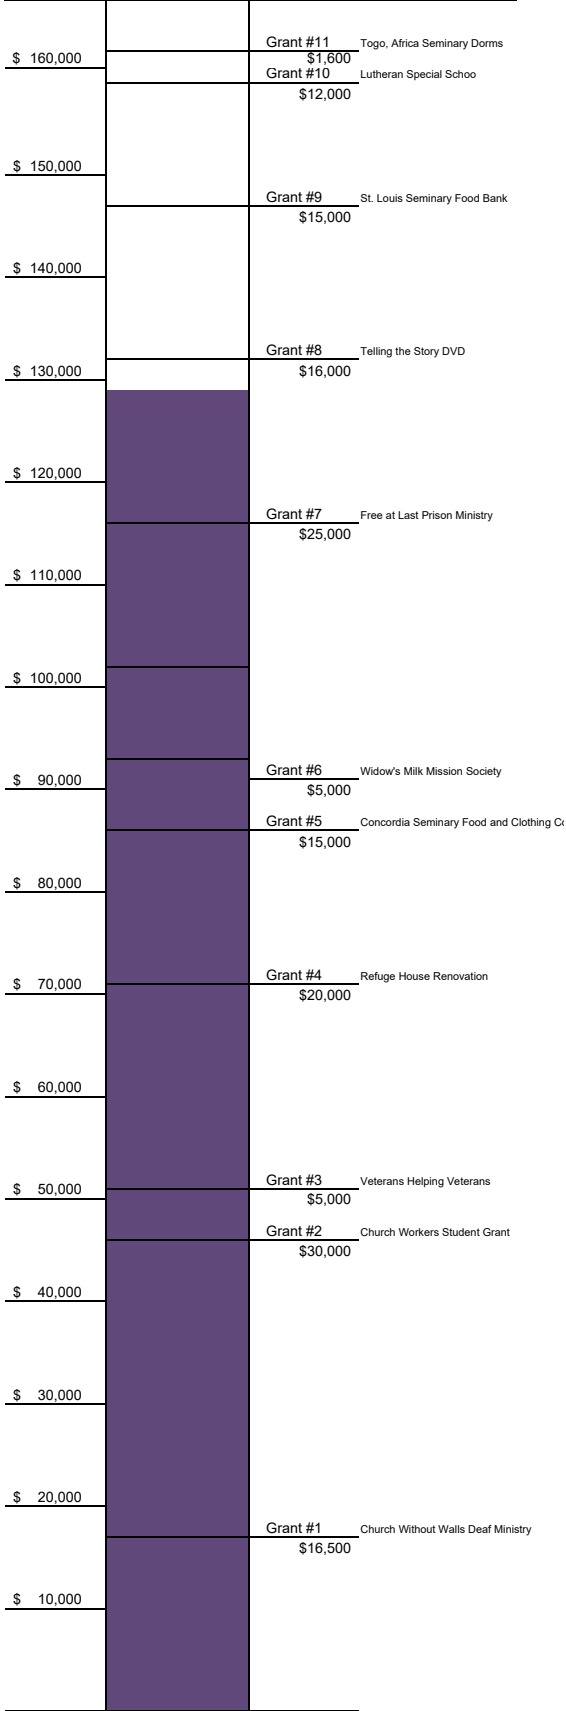 Grant #11 Togo, Africa Seminary Dorms
$ 160,000 $1,600
Grant #10 Lutheran Special Schoo
$12,000
$ 150,000
Grant #9 St. Louis Seminary Food Bank
$15,000
$ 140,000
Grant #8 Telling the Story DVD
$ 130,000 $16,000
$ 120,000
Grant #7 Free at Last Prison Ministry
$25,000
$ 110,000
$ 100,000
Grant #6 Widow's Milk Mission Society
$ 90,000 $5,000
Grant #5 Concordia Seminary Food and Clothing Co
$15,000
$ 80,000
Grant #4 Refuge House Renovation
$ 70,000 $20,000
$ 60,000
Grant #3 Veterans Helping Veterans
$ 50,000 $5,000
Grant #2 Church Workers Student Grant
$30,000
$ 40,000
$ 30,000
$ 20,000
Grant #1 Church Without Walls Deaf Ministry
$16,500
$ 10,000